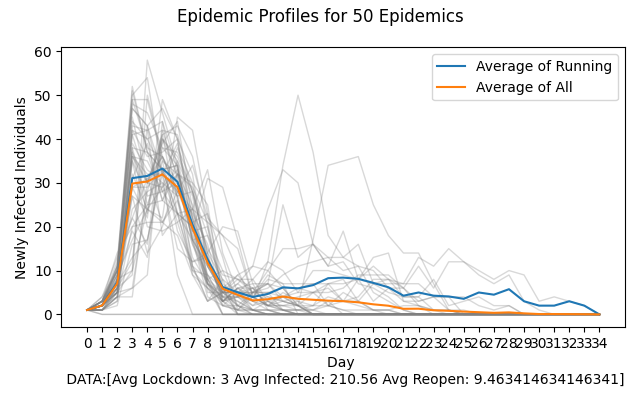 Epidemic Profiles for 50 Epidemics
60
50
40
30
20
10
0
Newly Infected Individuals
Average of Running
Average of All
0 1 2 3 4 5 6 7 8 9 10 11 12 13 14 15 16 17 18 19 20 21 22 23 24 25 26 27 28 29 30 31 32 33 34
Day
DATA:[Avg Lockdown: 3 Avg Infected: 210.56 Avg Reopen: 9.463414634146341]